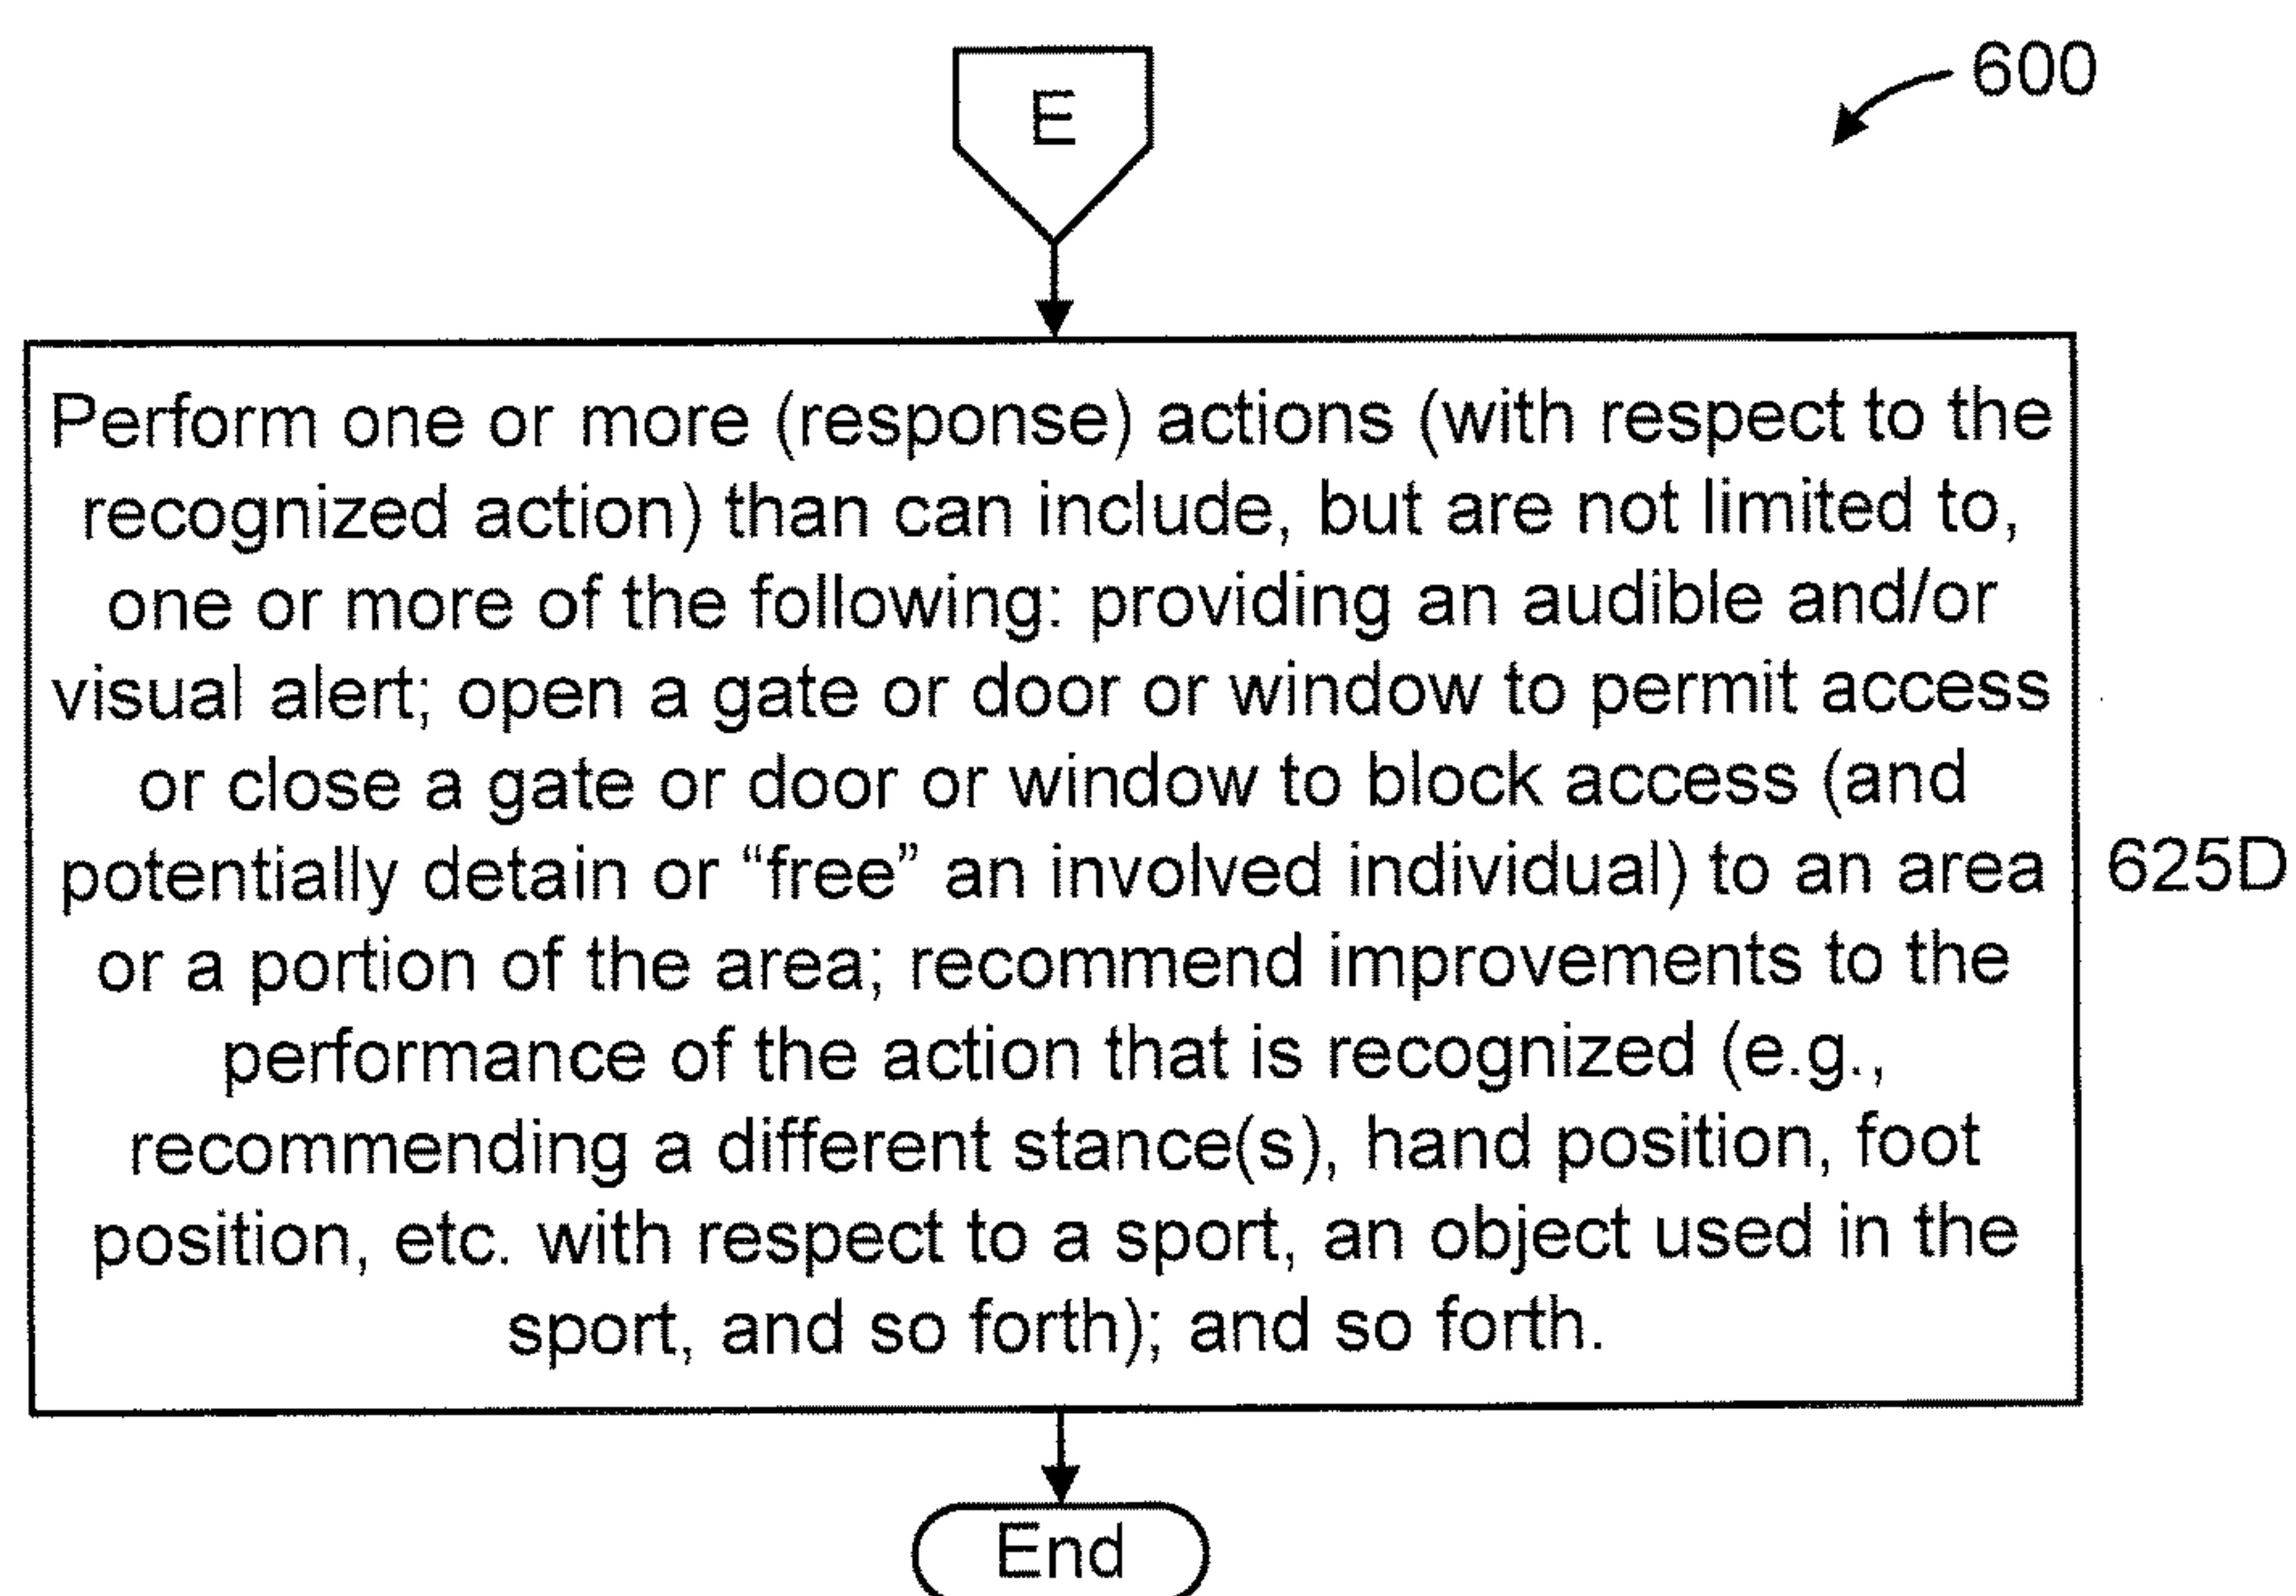 E
600
Perform one or more (response) actions (with respect to the
recognized action) than can include, but are not limited to,
one or more of the following: providing an audible and/or
visual alert; open a gate or door or window to permit access
or close a gate or door or window to block access (and
potentially detain or “free” an involved individual) to an area
or a portion of the area; recommend improvements to the
performance of the action that is recognized (e.g.,
recommending a different stance(s), hand position, foot
position, etc. with respect to a sport, an object used in the
sport, and so forth); and so forth.
625D
End